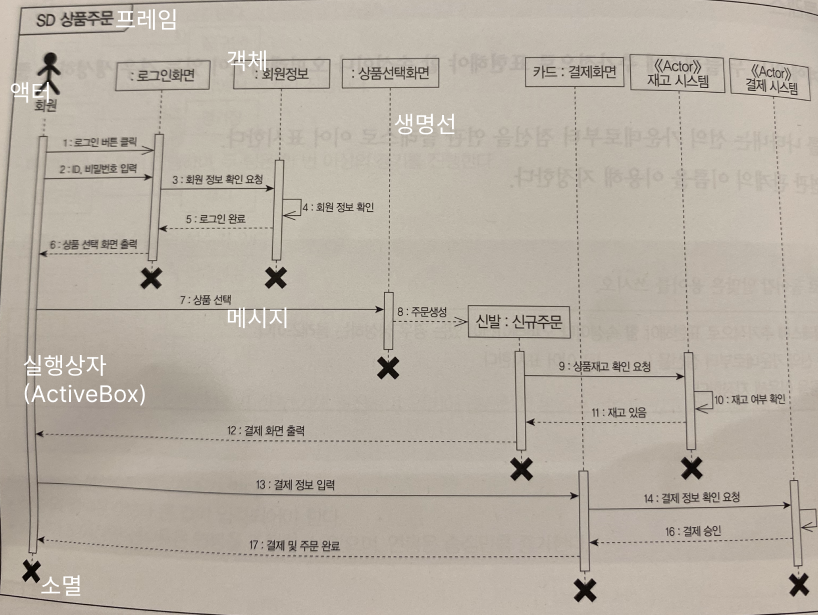 SD 상품주문
프레임
객체
액터
회원
: 로그인화면
: 회원정보
: 상품선택화면
카드 : 결제화면
《Actor》
재고 시스템
《Actor》
결제 시스템
생명선
1 : 로그인 버튼 클릭
2 : ID, 비밀번호 입력
3 : 회원 정보 확인 요청
4 : 회원 정보 확인
5 : 로그인 완료
6 : 상품 선택 화면 출력
7 : 상품 선택
메시지
8 : 주문생성
신발 : 신규주문
실행상자
(ActiveBox)
9 : 상품재고 확인 요청
10 : 재고 여부 확인
11 : 재고 있음
12 : 결제 화면 출력
13 : 결제 정보 입력
14 : 결제 정보 확인 요청
16 : 결제 승인
17 : 결제 및 주문 완료
소멸